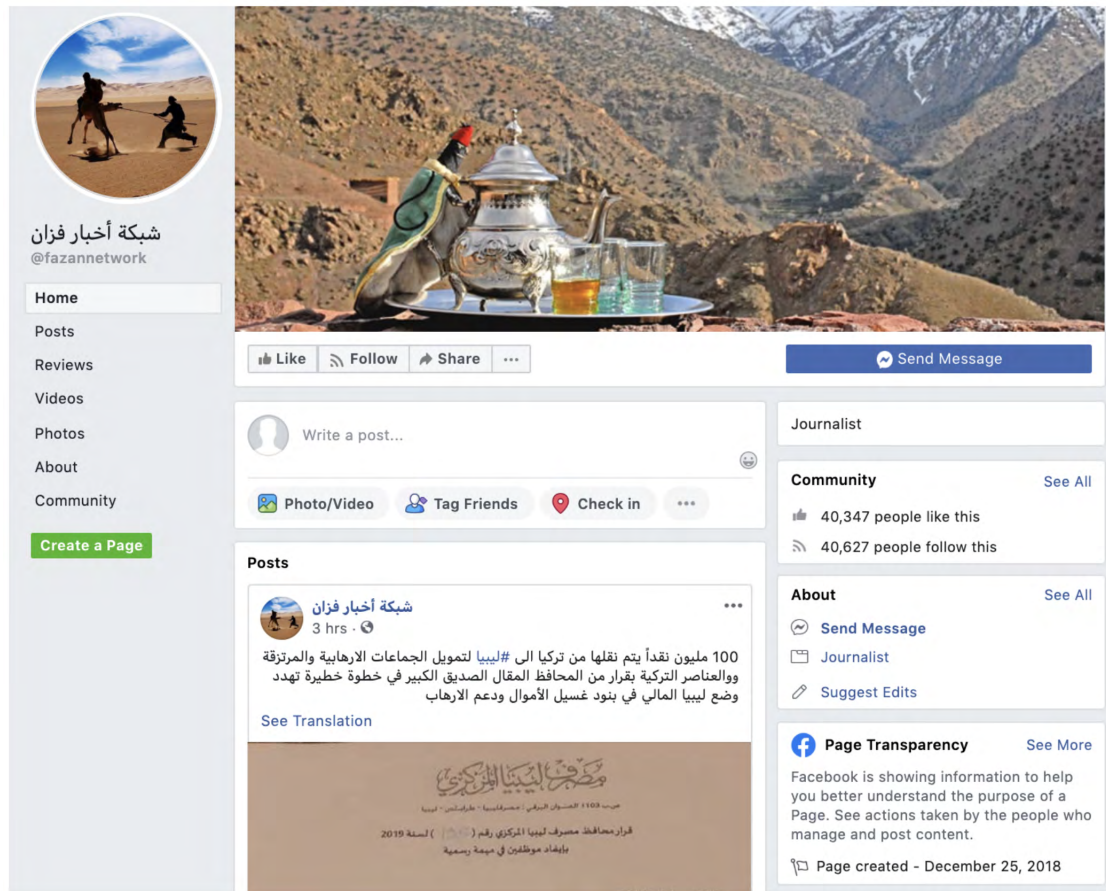 شبكة أخبار فزان
@fazannetwork
Home
Posts
Reviews
Videos
Photos
About
Community
Create a Page
Like
Follow
Share
Send Message
Write a post...
Photo/Video
Tag Friends
Check in
Posts
شبكة أخبار فزان
3 hrs ·
100 مليون نقداً يتم نقلها من تركيا الى #ليبيا لتمويل الجماعات الارهابية والمرتزقة
ووالعناصر التركية بقرار من المحافظ المقال الصديق الكبير في خطوة خطيرة تهدد
وضع ليبيا المالي في بنود غسيل الأموال ودعم الارهاب
See Translation
مصرف ليبيا المركزي
ص.ب 1103 العنوان البرقي : مصرفليبيا - طرابلس - ليبيا
قرار محافظ مصرف ليبيا المركزي رقم ( ) لسنة 2019
بإيفاد موظفين في مهمة رسمية
Journalist
Community
See All
40,347 people like this
40,627 people follow this
About
See All
Send Message
Journalist
Suggest Edits
Page Transparency
See More
Facebook is showing information to help
you better understand the purpose of a
Page. See actions taken by the people who
manage and post content.
Page created - December 25, 2018